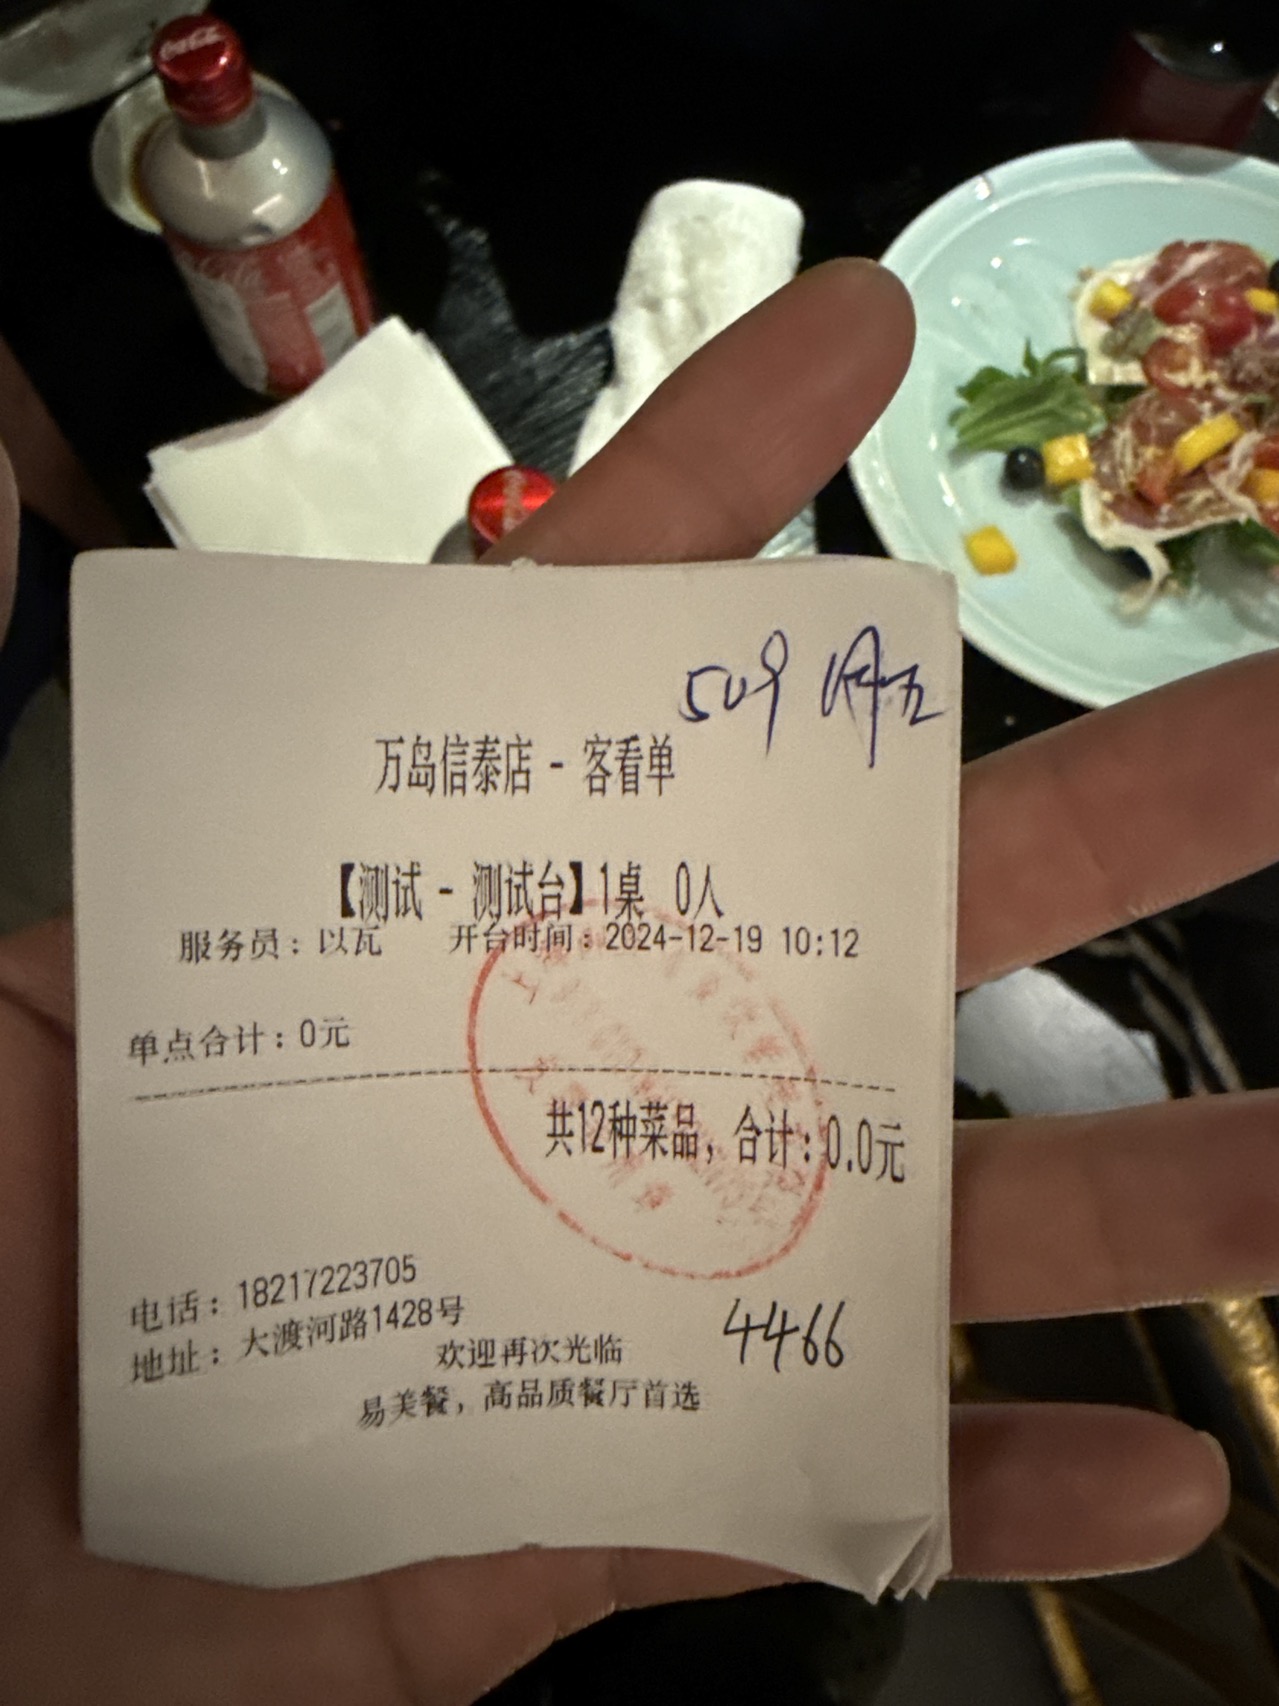 Coca-Cola
509
万岛信泰店 - 客看单
【测试 - 测试台】1桌 0人
服务员：以瓦 开台时间：2024-12-19 10:12
单点合计：0元
共12种菜品，合计：0.0元
电话：18217223705
地址：大渡河路1428号
4466
欢迎再次光临
易美餐，高品质餐厅首选